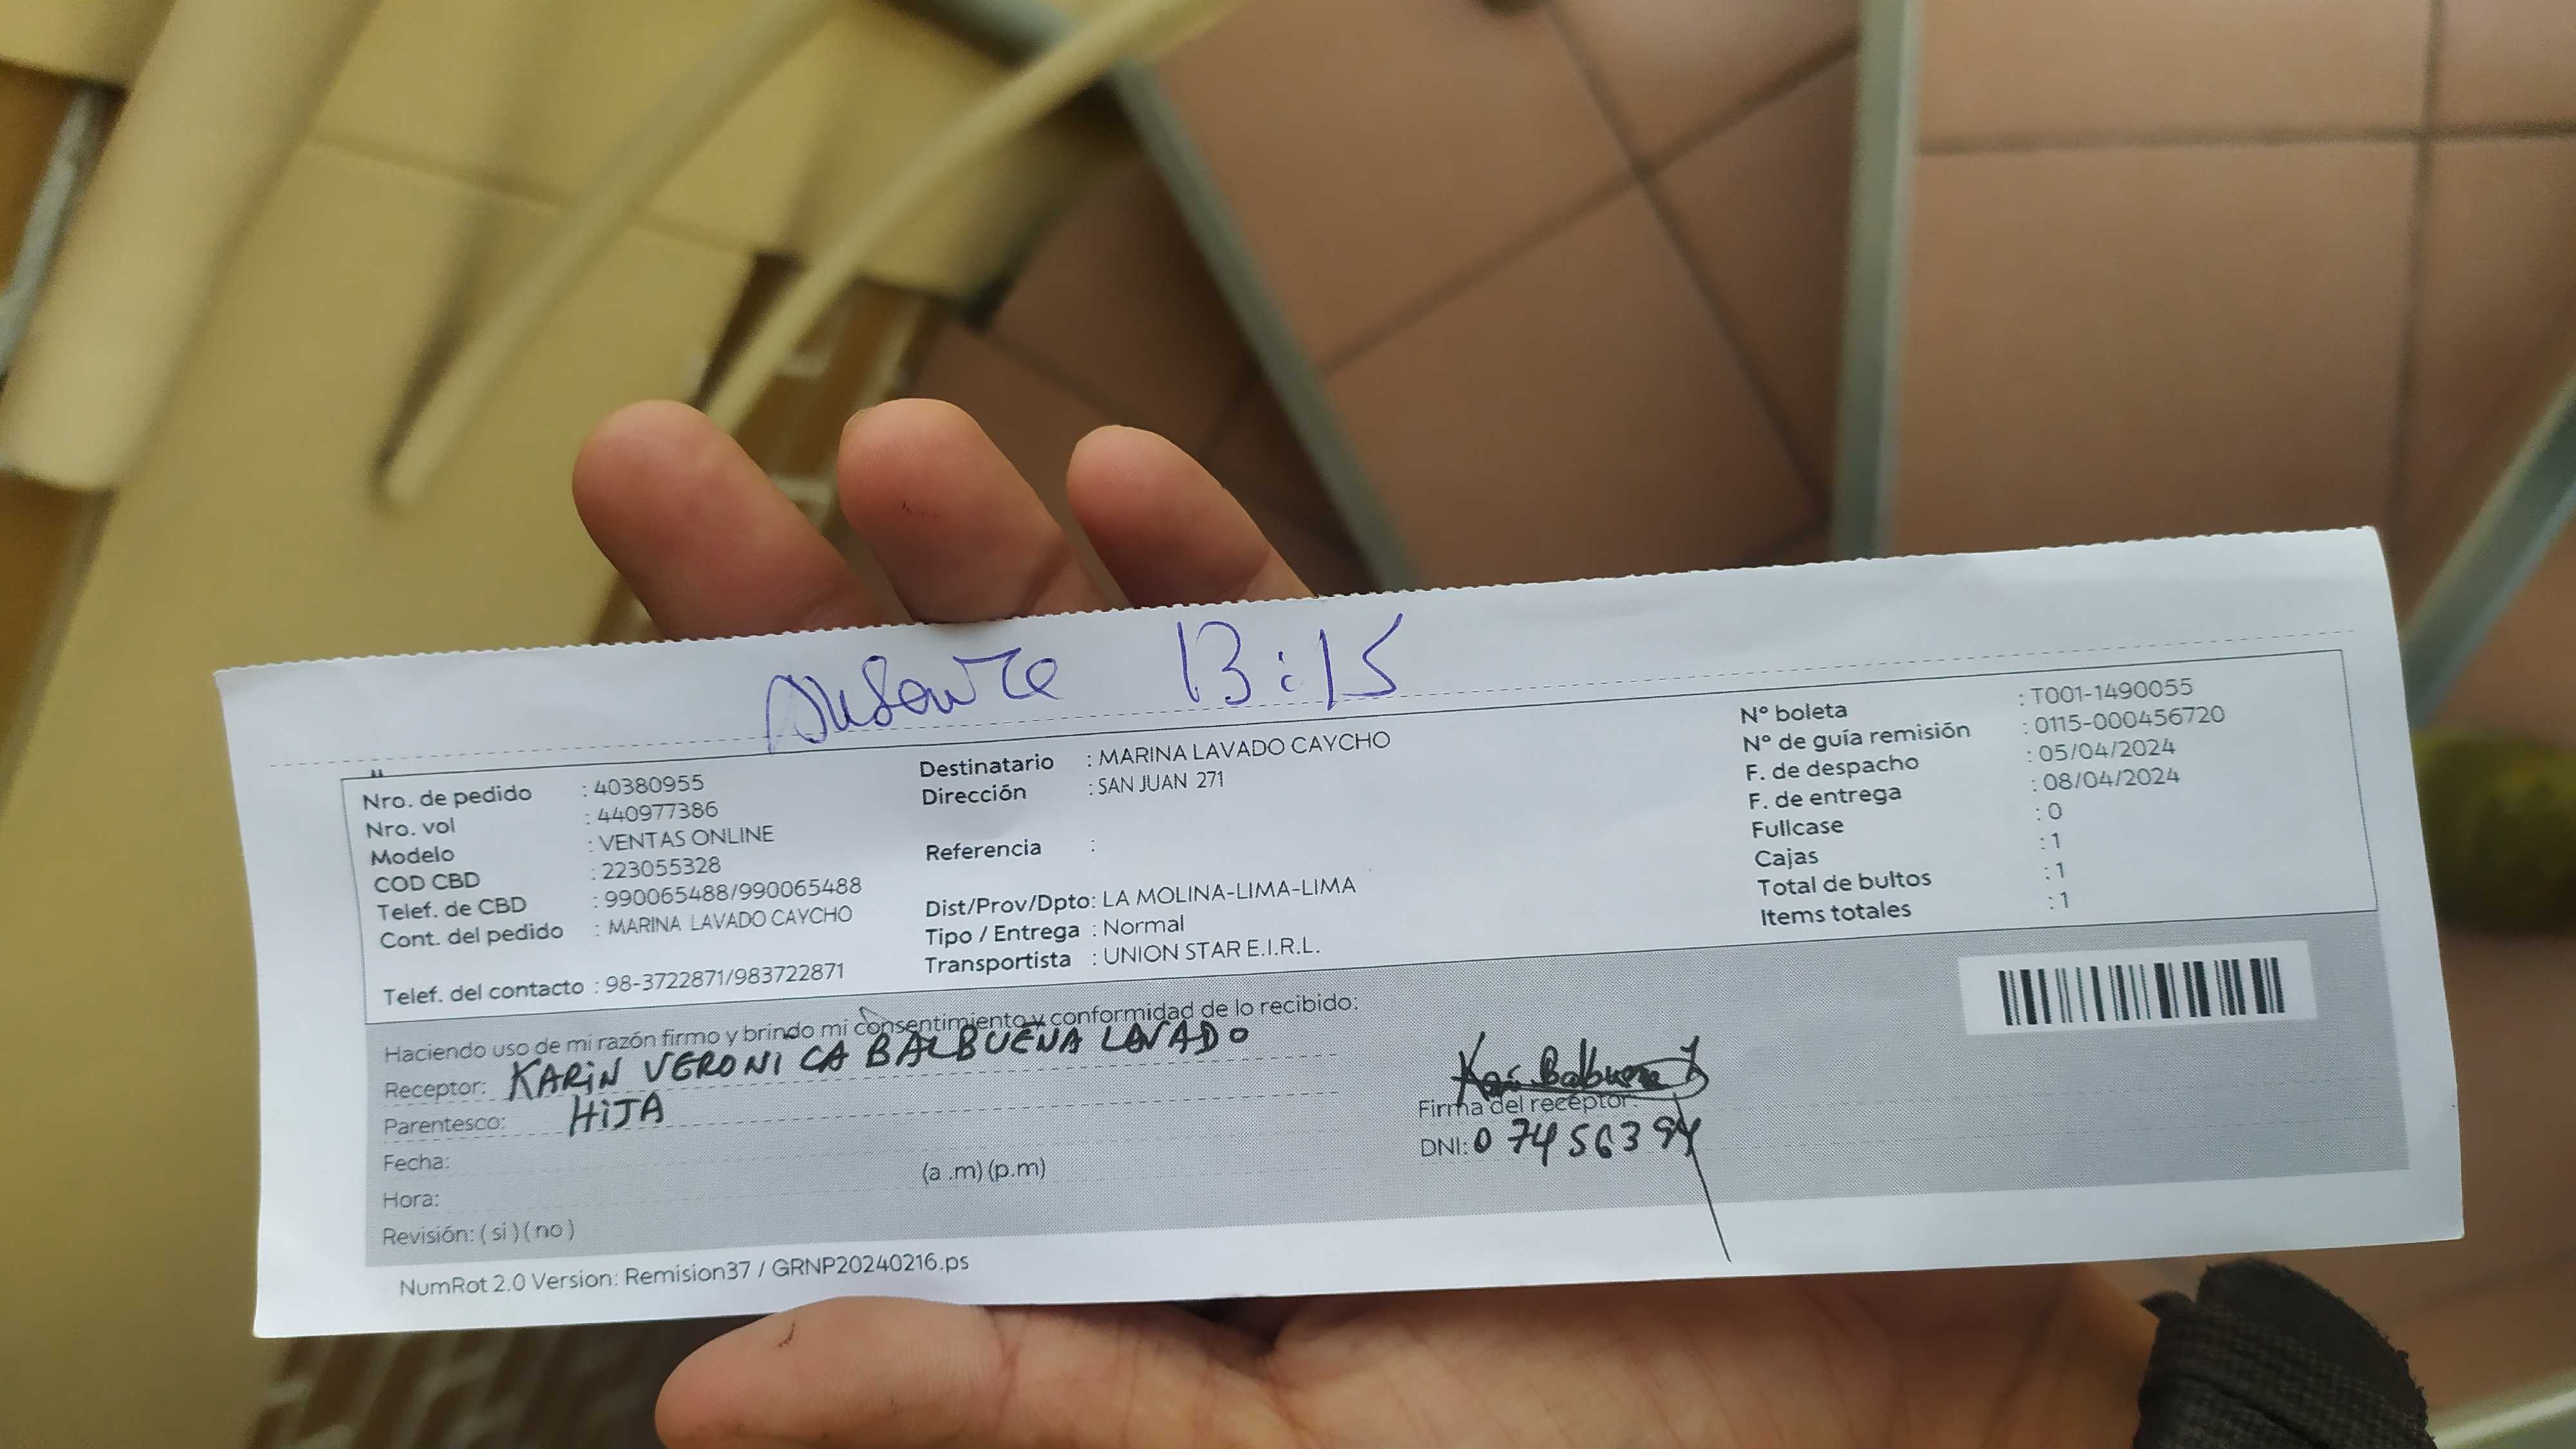 Ausente 13:15
Nro. de pedido : 40380955
Nro. vol : 440977386
Modelo : VENTAS ONLINE
COD CBD : 223055328
Telef. de CBD : 990065488/990065488
Cont. del pedido : MARINA LAVADO CAYCHO
Telef. del contacto : 98-3722871/983722871
Destinatario : MARINA LAVADO CAYCHO
Dirección : SAN JUAN 271
Referencia :
Dist/Prov/Dpto: LA MOLINA-LIMA-LIMA
Tipo / Entrega : Normal
Transportista : UNION STAR E.I.R.L.
Nº boleta : T001-1490055
Nº de guía remisión : 0115-000456720
F. de despacho : 05/04/2024
F. de entrega : 08/04/2024
Fullcase : 0
Cajas : 1
Total de bultos : 1
Items totales : 1
Haciendo uso de mi razón firmo y brindo mi consentimiento y conformidad de lo recibido:
Receptor: KARIN VERONICA BALBUENA LAVADO
Parentesco: HIJA
Fecha:
Hora: (a .m) (p.m)
Revisión: ( si ) ( no )
Kari Balbuena L
Firma del receptor:
DNI: 07456394
NumRot 2.0 Version: Remision37 / GRNP20240216.ps